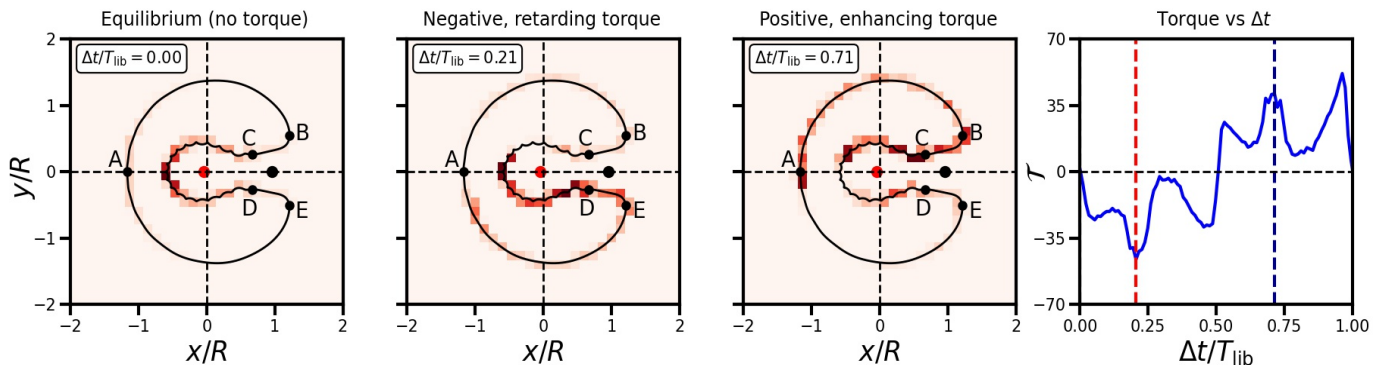 Equilibrium (no torque)
Δt/T_lib = 0.00
A
B
C
D
E
2
1
0
−1
−2
y/R
−2
−1
0
1
2
x/R
Negative, retarding torque
Δt/T_lib = 0.21
A
B
C
D
E
−2
−1
0
1
2
x/R
Positive, enhancing torque
Δt/T_lib = 0.71
A
B
C
D
E
−2
−1
0
1
2
x/R
Torque vs Δt
70
35
0
−35
−70
𝒯
0.00
0.25
0.50
0.75
1.00
Δt/T_lib